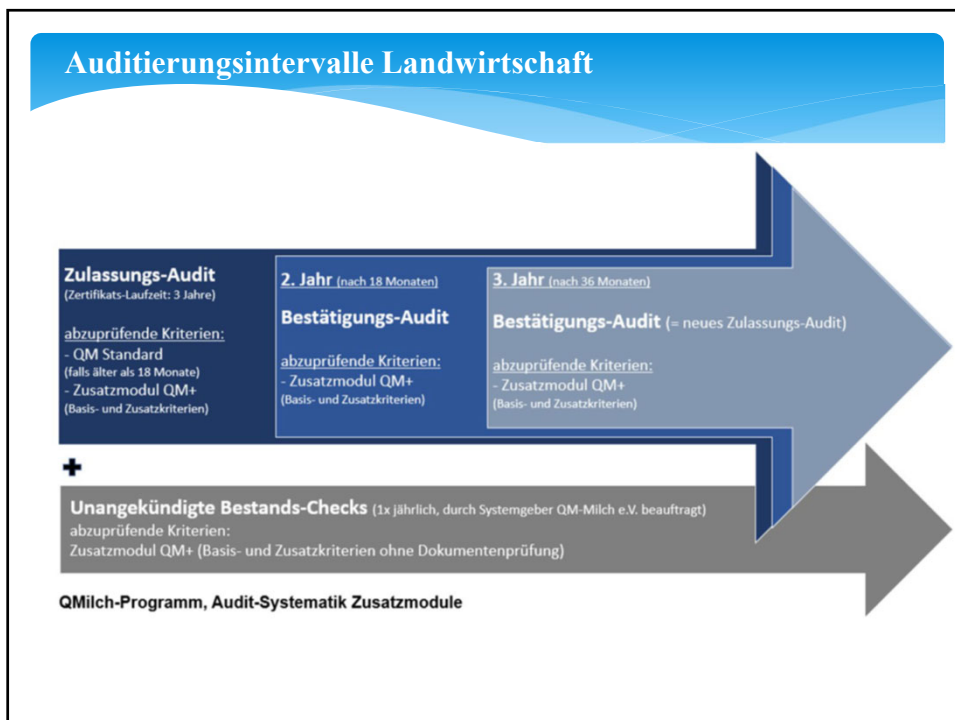 Auditierungsintervalle Landwirtschaft
Zulassungs-Audit
(Zertifikats-Laufzeit: 3 Jahre)
abzuprüfende Kriterien:
- QM Standard
(falls älter als 18 Monate)
- Zusatzmodul QM+
(Basis- und Zusatzkriterien)
2. Jahr (nach 18 Monaten)
Bestätigungs-Audit
abzuprüfende Kriterien:
- Zusatzmodul QM+
(Basis- und Zusatzkriterien)
3. Jahr (nach 36 Monaten)
Bestätigungs-Audit (= neues Zulassungs-Audit)
abzuprüfende Kriterien:
- Zusatzmodul QM+
(Basis- und Zusatzkriterien)
+
Unangekündigte Bestands-Checks (1x jährlich, durch Systemgeber QM-Milch e.V. beauftragt)
abzuprüfende Kriterien:
Zusatzmodul QM+ (Basis- und Zusatzkriterien ohne Dokumentenprüfung)
QMilch-Programm, Audit-Systematik Zusatzmodule